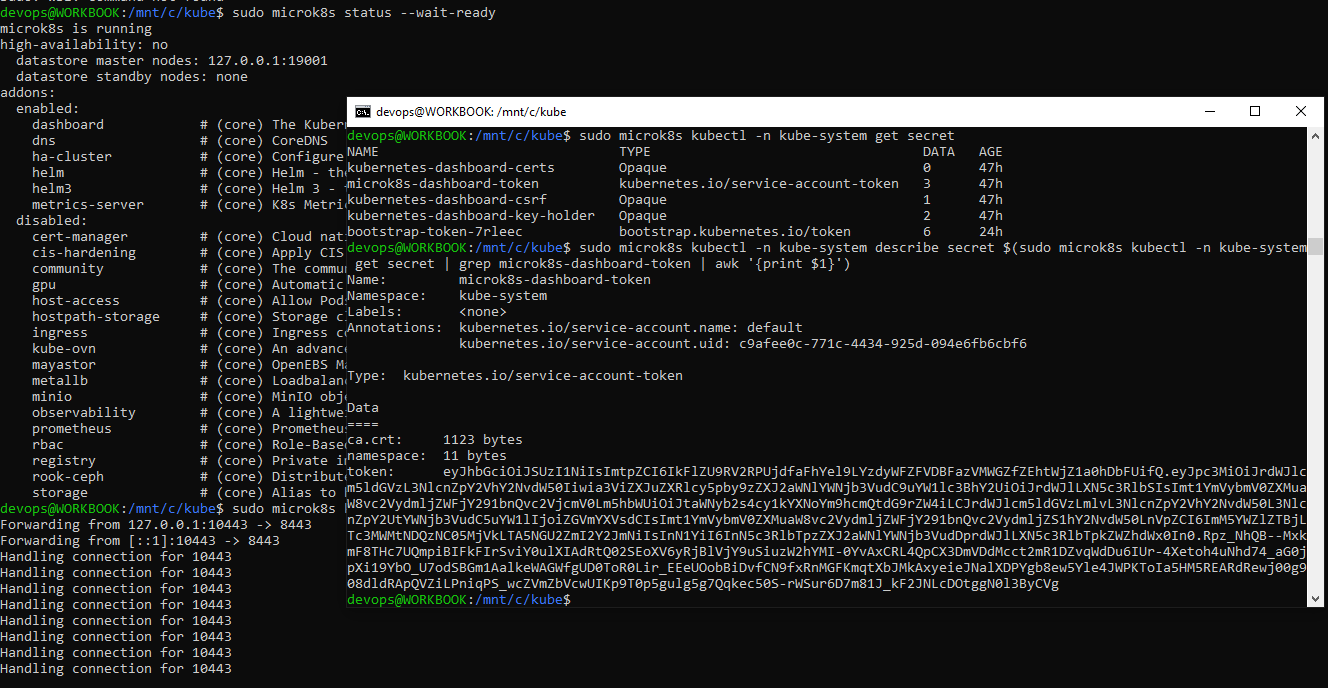 devops@WORKBOOK:/mnt/c/kube$ sudo microk8s status --wait-ready
microk8s is running
high-availability: no
datastore master nodes: 127.0.0.1:19001
datastore standby nodes: none
addons:
enabled:
dashboard # (core) The Kuber
dns # (core) CoreDNS
ha-cluster # (core) Configure
helm # (core) Helm - the
helm3 # (core) Helm 3 -
metrics-server # (core) K8s Metri
disabled:
cert-manager # (core) Cloud nat
cis-hardening # (core) Apply CIS
community # (core) The commu
gpu # (core) Automatic
host-access # (core) Allow Pod
hostpath-storage # (core) Storage c
ingress # (core) Ingress c
kube-ovn # (core) An advanc
mayastor # (core) OpenEBS M
metallb # (core) Loadbalan
minio # (core) MinIO obj
observability # (core) A lightwe
prometheus # (core) Prometheu
rbac # (core) Role-Base
registry # (core) Private i
rook-ceph # (core) Distribut
storage # (core) Alias to
devops@WORKBOOK:/mnt/c/kube$ sudo microk8s
Forwarding from 127.0.0.1:10443 -> 8443
Forwarding from [::1]:10443 -> 8443
Handling connection for 10443
Handling connection for 10443
Handling connection for 10443
Handling connection for 10443
Handling connection for 10443
Handling connection for 10443
Handling connection for 10443
Handling connection for 10443
devops@WORKBOOK: /mnt/c/kube
devops@WORKBOOK:/mnt/c/kube$ sudo microk8s kubectl -n kube-system get secret
NAME TYPE DATA AGE
kubernetes-dashboard-certs Opaque 0 47h
microk8s-dashboard-token kubernetes.io/service-account-token 3 47h
kubernetes-dashboard-csrf Opaque 1 47h
kubernetes-dashboard-key-holder Opaque 2 47h
bootstrap-token-7rleec bootstrap.kubernetes.io/token 6 24h
devops@WORKBOOK:/mnt/c/kube$ sudo microk8s kubectl -n kube-system describe secret $(sudo microk8s kubectl -n kube-system
get secret | grep microk8s-dashboard-token | awk '{print $1}')
Name: microk8s-dashboard-token
Namespace: kube-system
Labels: <none>
Annotations: kubernetes.io/service-account.name: default
kubernetes.io/service-account.uid: c9afee0c-771c-4434-925d-094e6fb6cbf6
Type: kubernetes.io/service-account-token
Data
====
ca.crt: 1123 bytes
namespace: 11 bytes
token:
devops@WORKBOOK:/mnt/c/kube$